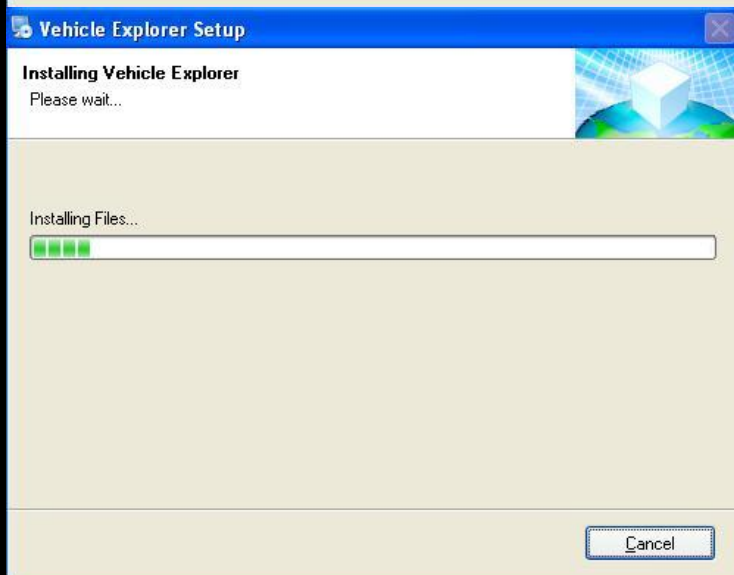 Vehicle Explorer Setup
Installing Vehicle Explorer
Please wait...
Installing Files...
Cancel